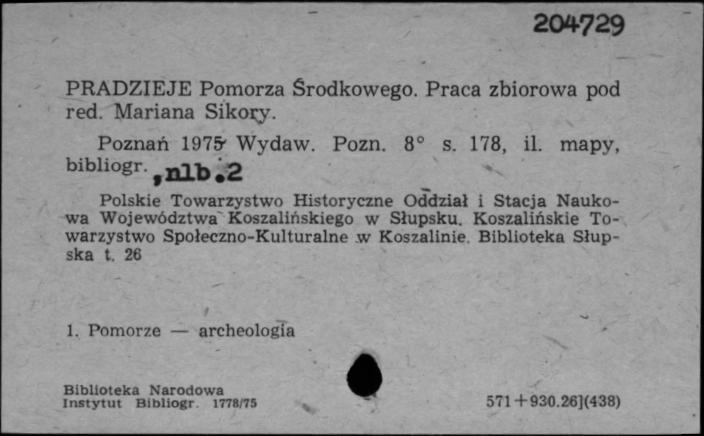 204729
PRADZIEJE Pomorza Środkowego. Praca zbiorowa pod
red. Mariana Sikory.
Poznań 1975 Wydaw. Pozn. 8° s. 178, il. mapy,
bibliogr. , nlb.2
Polskie Towarzystwo Historyczne Oddział i Stacja Nauko-
wa Województwa Koszalińskiego w Słupsku. Koszalińskie To-
warzystwo Społeczno-Kulturalne w Koszalinie. Biblioteka Słup-
ska t. 26
1. Pomorze — archeologia
Biblioteka Narodowa
Instytut Bibliogr. 1778/75
571+930.26](438)